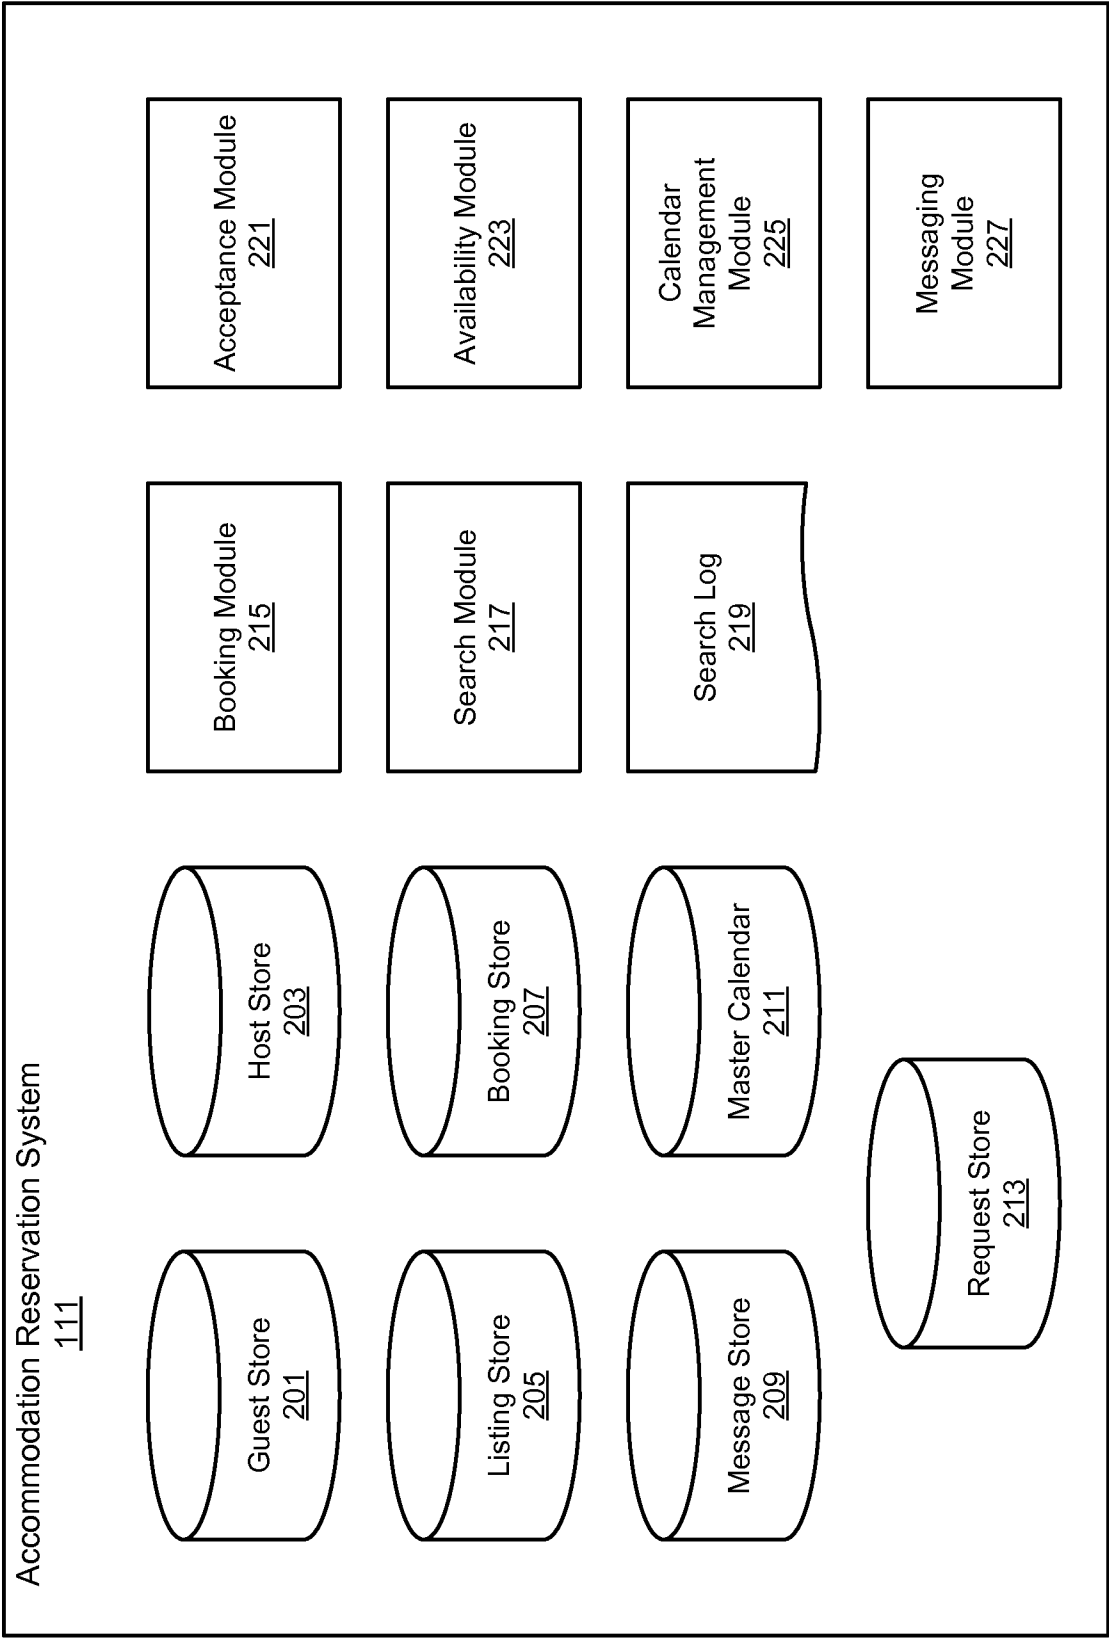 Accommodation Reservation System
111
Guest Store
201
Host Store
203
Booking Module
215
Acceptance Module
221
Listing Store
205
Booking Store
207
Search Module
217
Availability Module
223
Message Store
209
Master Calendar
211
Search Log
219
Calendar
Management
Module
225
Request Store
213
Messaging
Module
227